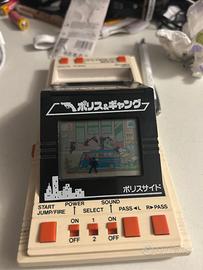 ポリス&ギャング
ポリスサイド
START POWER SOUND
JUMP/FIRE SELECT PASS◄L R►PASS
ON 1 ON
OFF 2 OFF
subito